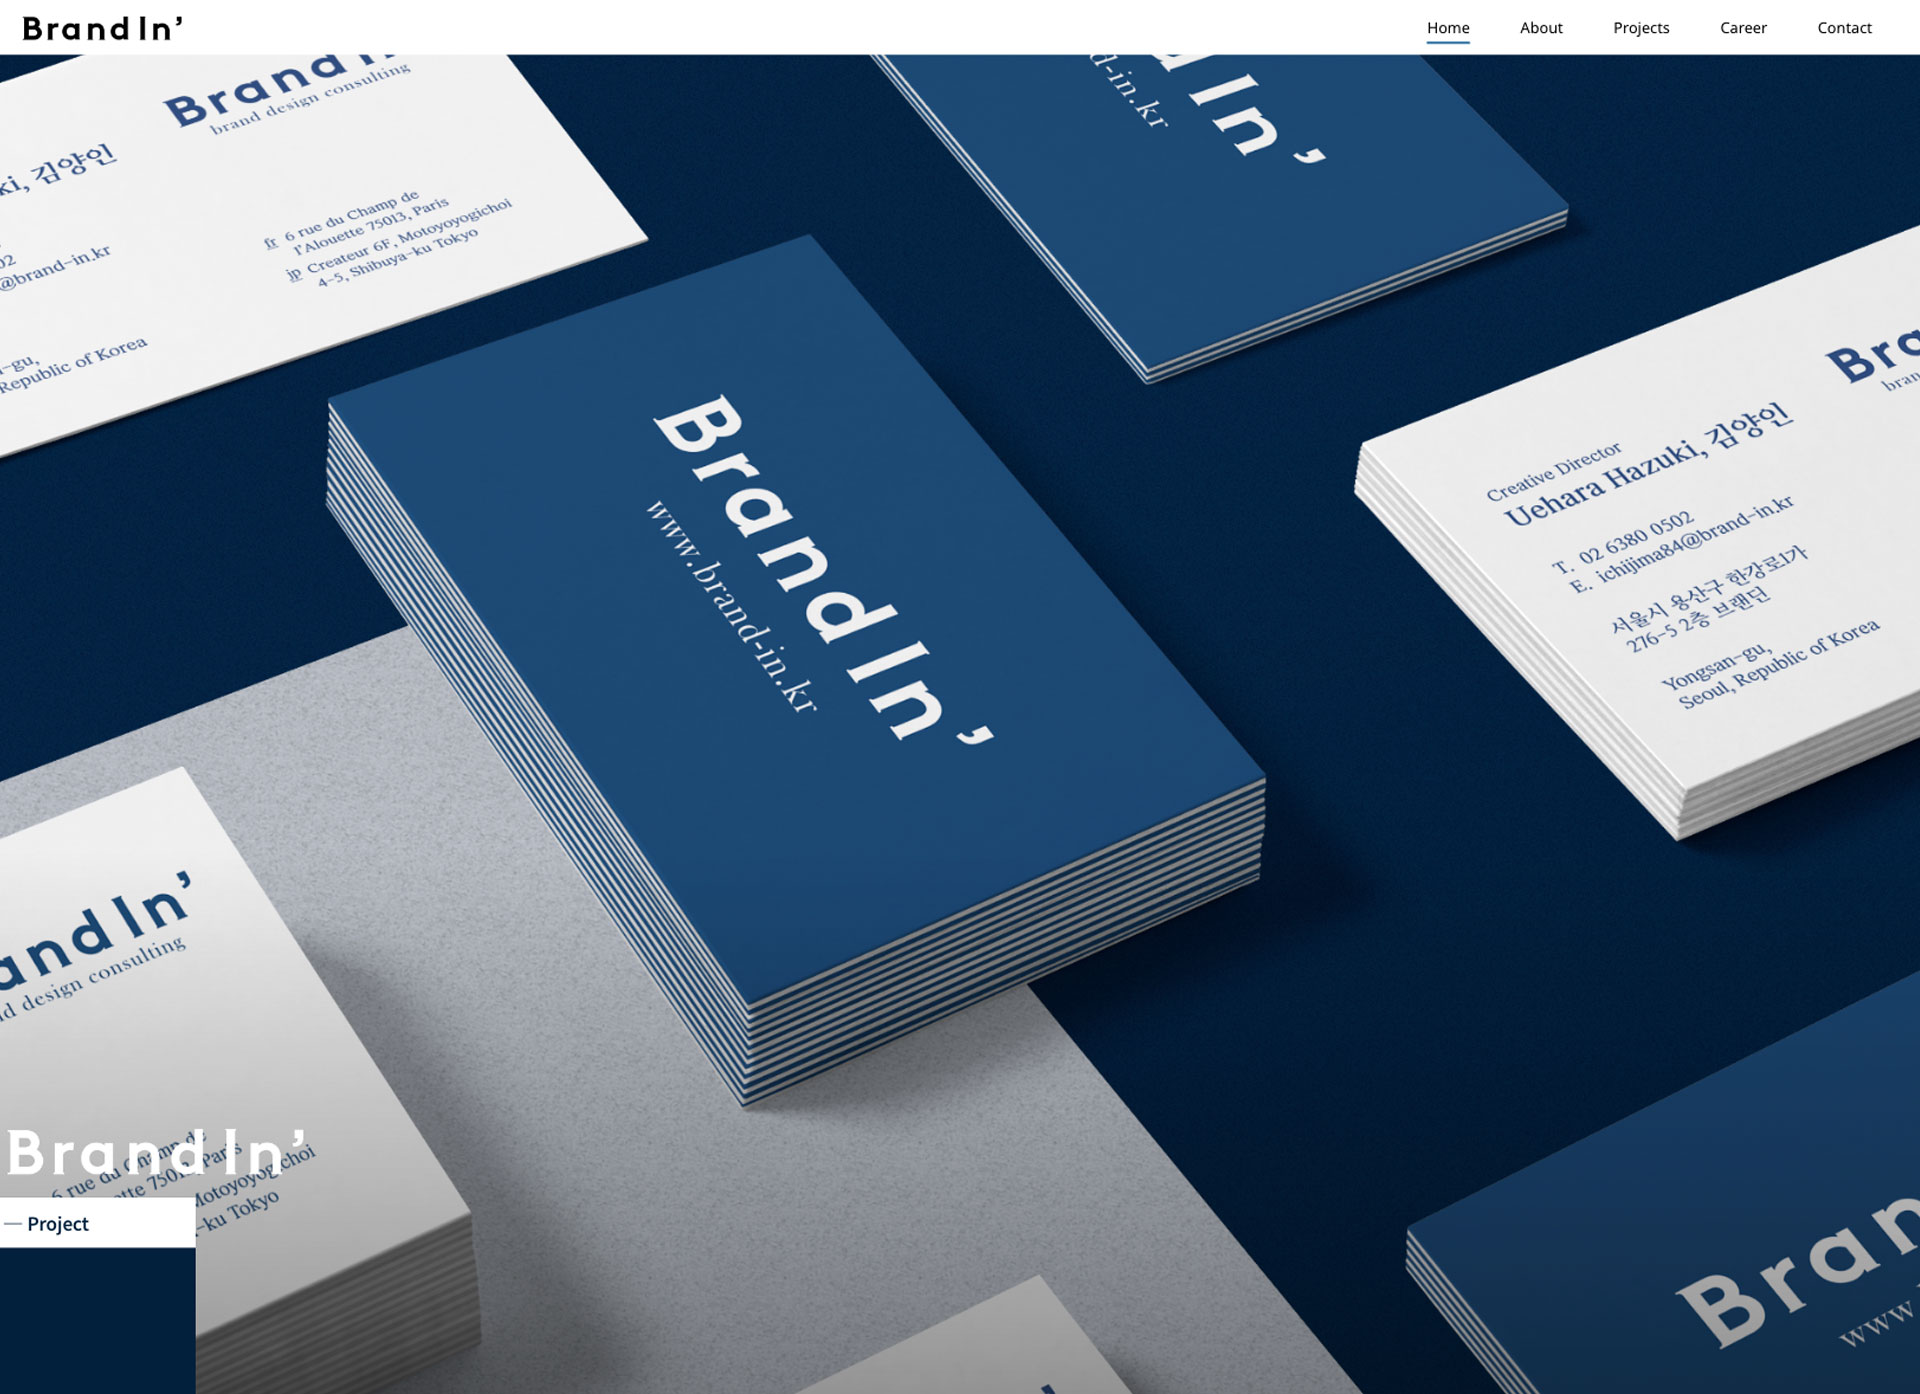 Brand In’
Home
About
Projects
Career
Contact
Brand In
brand design consulting
ki, 김양인
02
@brand-in.kr
fr 6 rue du Champ de
l’Alouette 75013, Paris
jp Createur 6F, Motoyoyogichoi
4-5, Shibuya-ku Tokyo
-gu,
Republic of Korea
d In’
d-in.kr
Brand In’
www.brand-in.kr
Bra
bran
Creative Director
Uehara Hazuki, 김양인
T. 02 6380 0502
E. ichijima84@brand-in.kr
서울시 용산구 한강로1가
276-5 2층 브랜딘
Yongsan-gu,
Seoul, Republic of Korea
and In’
nd design consulting
6 rue du Champ de
ette 75013, Paris
Motoyoyogichoi
-ku Tokyo
Brand In’
— Project
Bran
www.